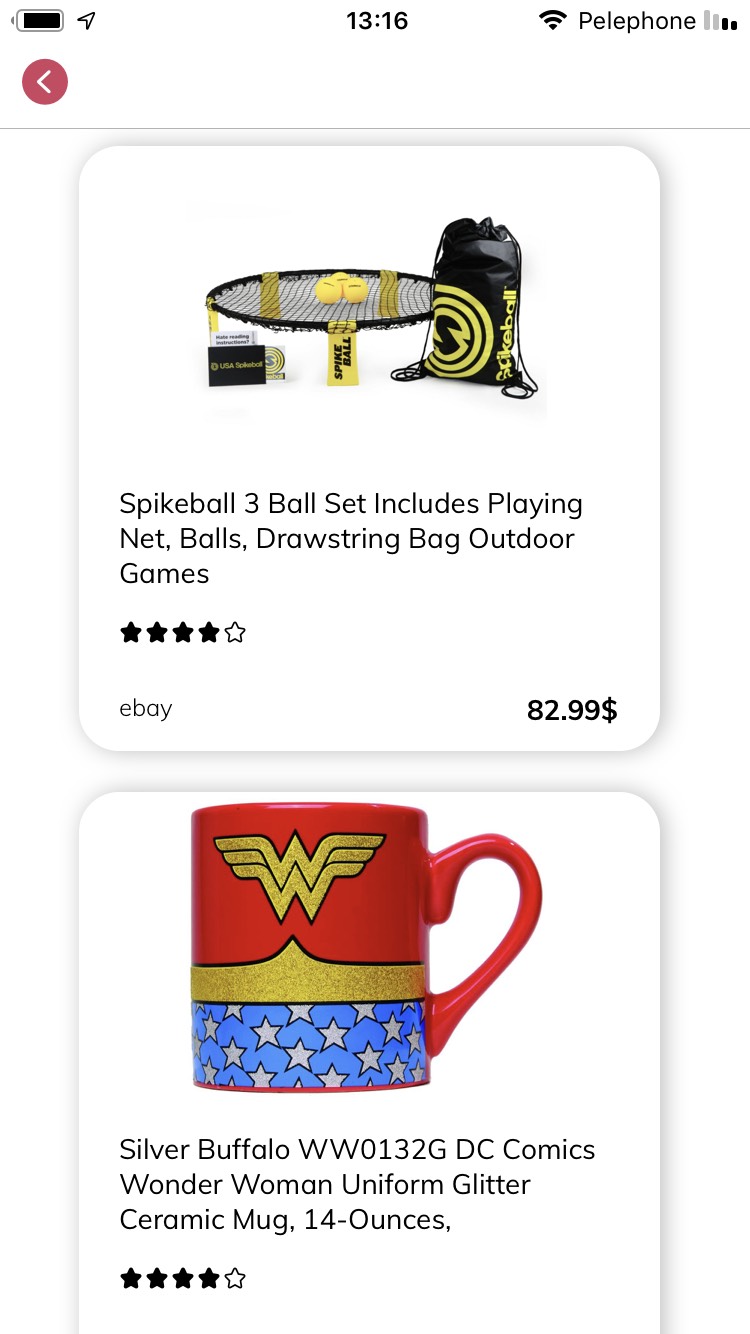 13:16
Pelephone
Hate reading
instructions?
USA Spikeball
SPIKE
BALL
spikeball
Spikeball 3 Ball Set Includes Playing
Net, Balls, Drawstring Bag Outdoor
Games
ebay
82.99$
W
Silver Buffalo WW0132G DC Comics
Wonder Woman Uniform Glitter
Ceramic Mug, 14-Ounces,